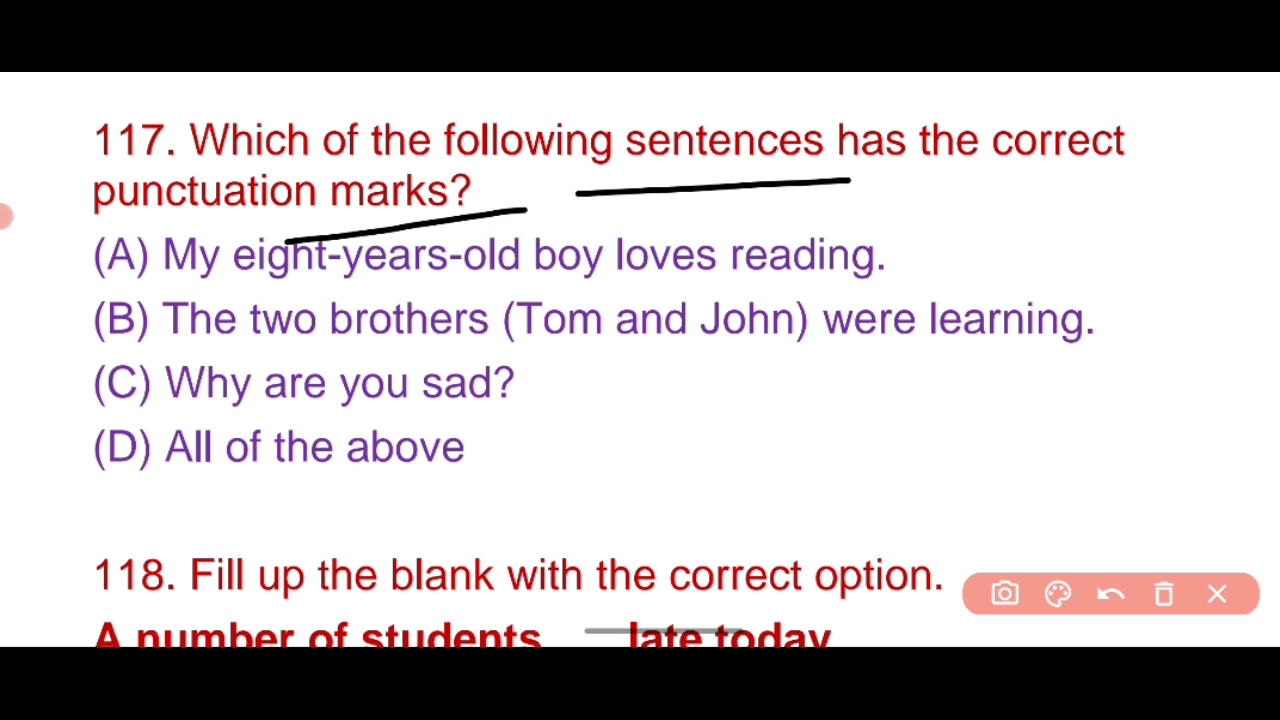 117. Which of the following sentences has the correct
punctuation marks?
(A) My eight-years-old boy loves reading.
(B) The two brothers (Tom and John) were learning.
(C) Why are you sad?
(D) All of the above
118. Fill up the blank with the correct option.
A number of students late today